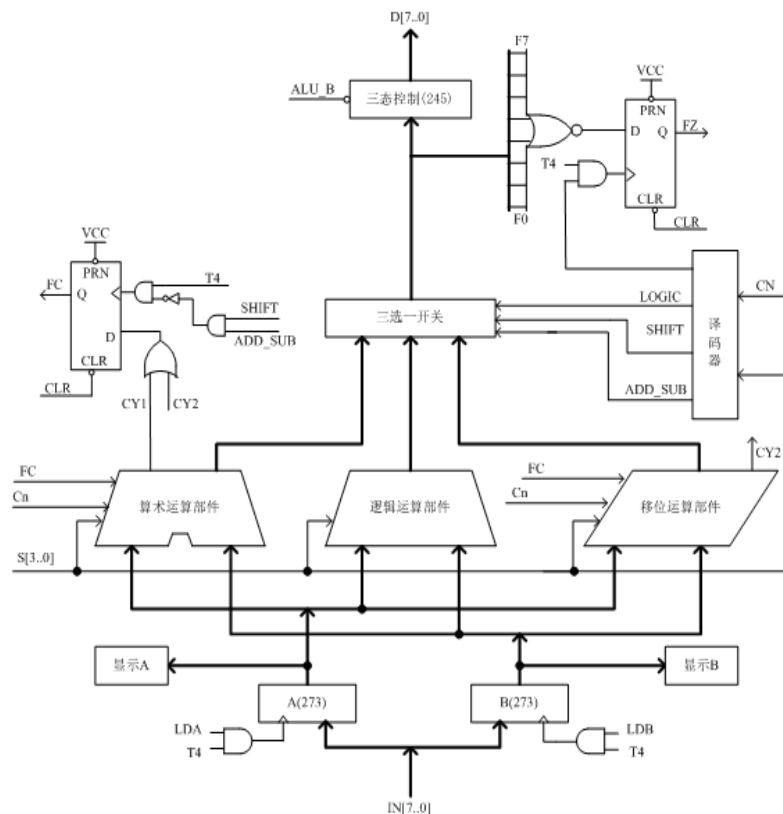 D[7..0]
F7
VCC
ALU_B
三态控制(245)
PRN
D
Q
FZ
T4
CLR
F0
CLR
VCC
PRN
FC
Q
T4
SHIFT
ADD_SUB
D
CLR
CLR
CY1
CY2
三选一开关
LOGIC
SHIFT
ADD_SUB
译码器
CN
CY2
FC
Cn
算术运算部件
逻辑运算部件
FC
Cn
移位运算部件
S[3..0]
显示A
显示B
A(273)
B(273)
LDA
T4
LDB
T4
IN[7..0]